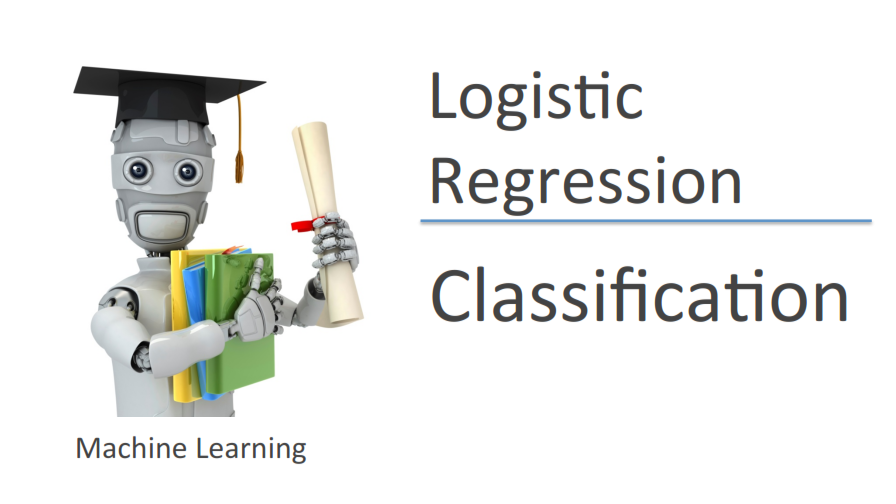 Logistic
Regression
Classification
Machine Learning